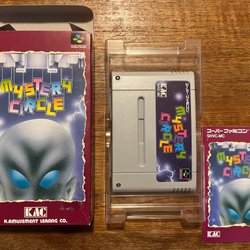 MYSTERY
CIRCLE
KAC
K.AMUSEMENT LEASING CO.
MYSTERY
CIRCLE
KAC
スーパーファミコン
SHVC-MC
MYSTERY
CIRCLE